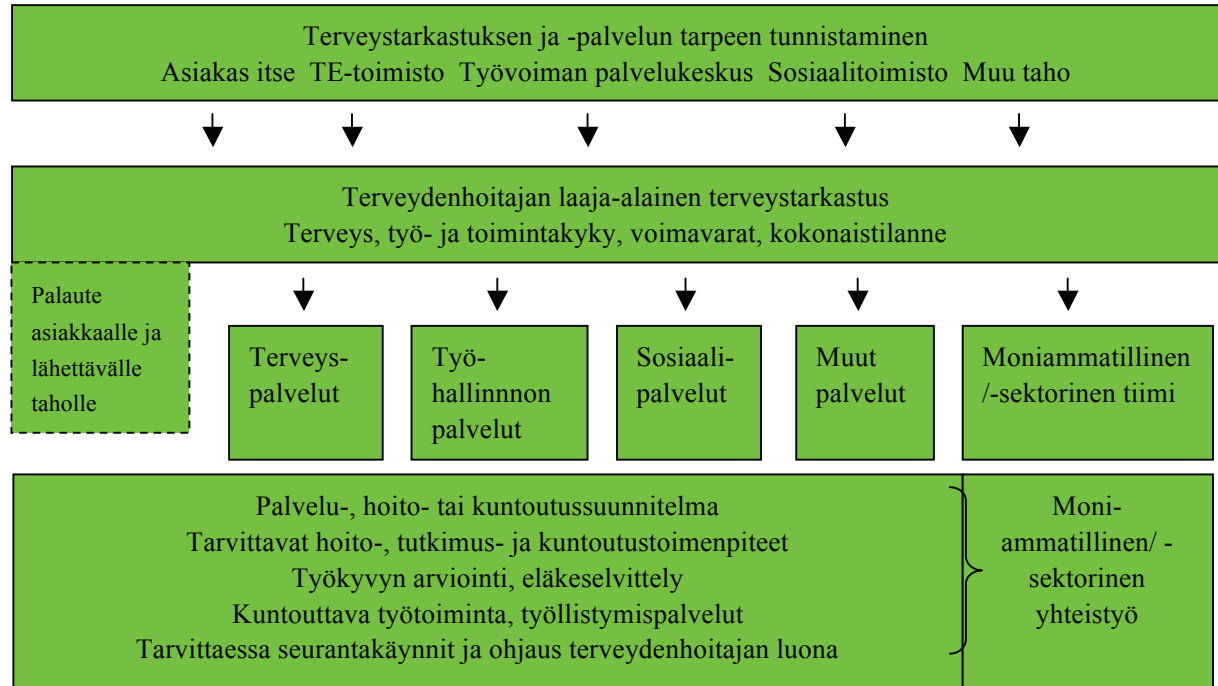 Terveystarkastuksen ja -palvelun tarpeen tunnistaminen
Asiakas itse TE-toimisto Työvoiman palvelukeskus Sosiaalitoimisto Muu taho
Terveydenhoitajan laaja-alainen terveystarkastus
Terveys, työ- ja toimintakyky, voimavarat, kokonaistilanne
Palaute
asiakkaalle ja
lähettävälle
taholle
Terveys-
palvelut
Työ-
hallinnnon
palvelut
Sosiaali-
palvelut
Muut
palvelut
Moniammatillinen
/-sektorinen tiimi
Palvelu-, hoito- tai kuntoutussuunnitelma
Tarvittavat hoito-, tutkimus- ja kuntoutustoimenpiteet
Työkyvyn arviointi, eläkeselvittely
Kuntouttava työtoiminta, työllistymispalvelut
Tarvittaessa seurantakäynnit ja ohjaus terveydenhoitajan luona
Moni-
ammatillinen/ -
sektorinen
yhteistyö